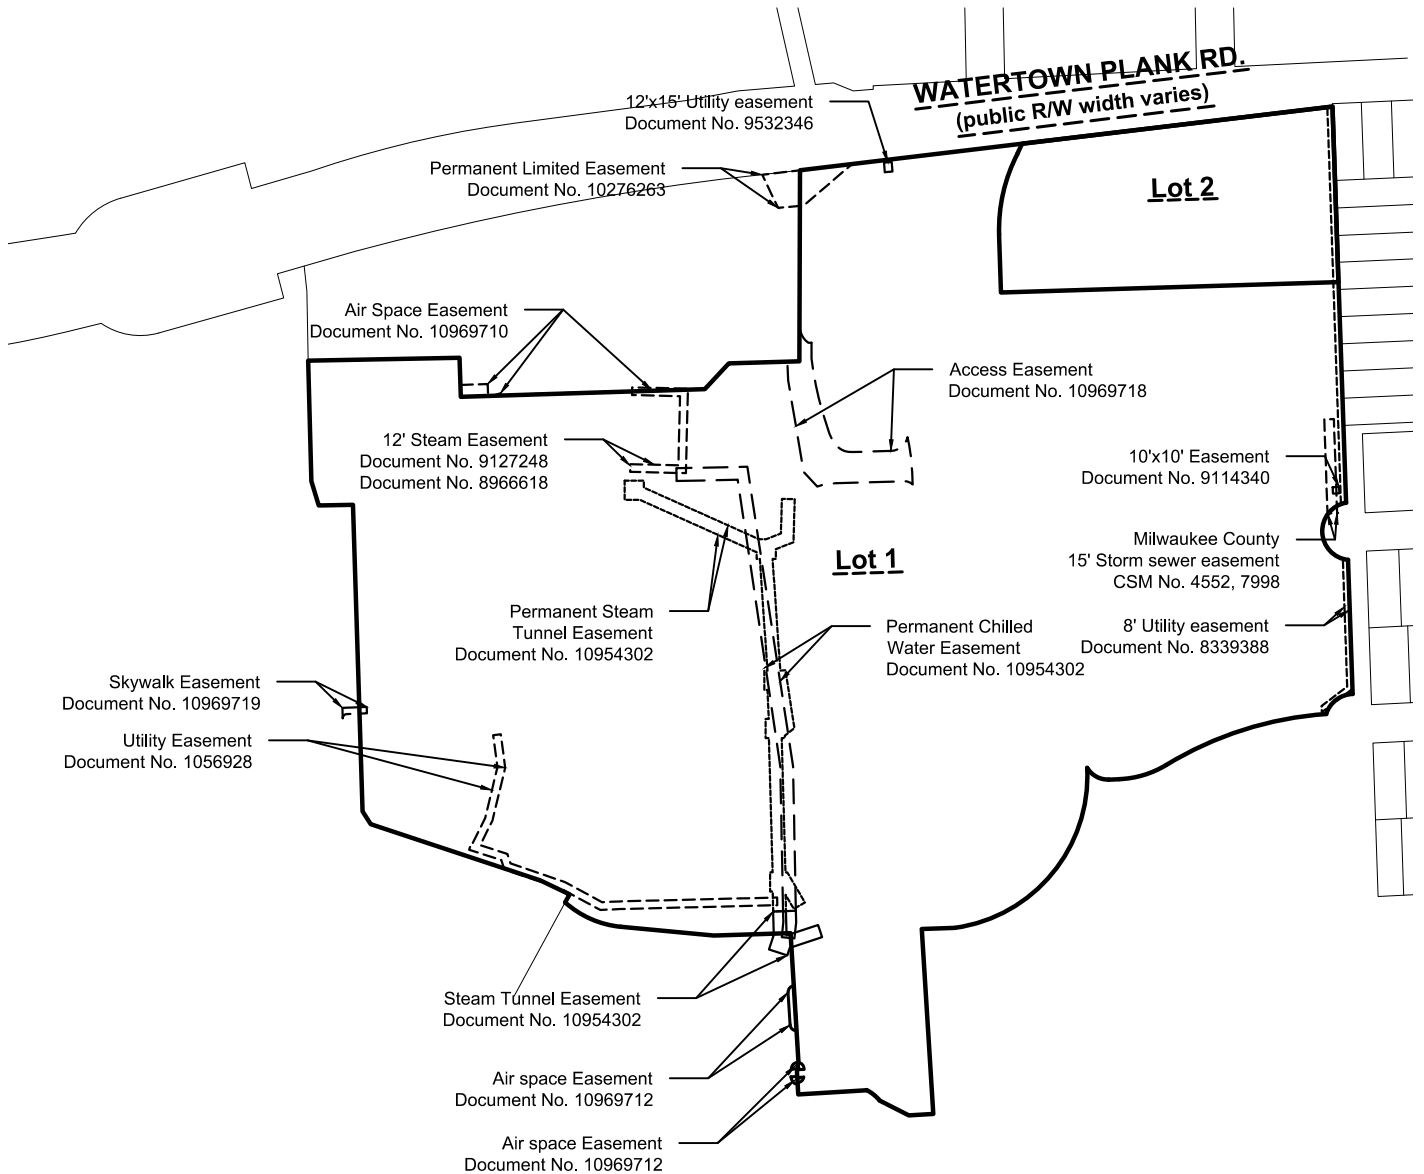 WATERTOWN PLANK RD.
(public R/W width varies)
12'x15' Utility easement
Document No. 9532346
Permanent Limited Easement
Document No. 10276263
Lot 2
Air Space Easement
Document No. 10969710
Access Easement
Document No. 10969718
12' Steam Easement
Document No. 9127248
Document No. 8966618
10'x10' Easement
Document No. 9114340
Lot 1
Milwaukee County
15' Storm sewer easement
CSM No. 4552, 7998
Permanent Steam
Tunnel Easement
Document No. 10954302
Permanent Chilled
Water Easement
Document No. 10954302
8' Utility easement
Document No. 8339388
Skywalk Easement
Document No. 10969719
Utility Easement
Document No. 1056928
Steam Tunnel Easement
Document No. 10954302
Air space Easement
Document No. 10969712
Air space Easement
Document No. 10969712